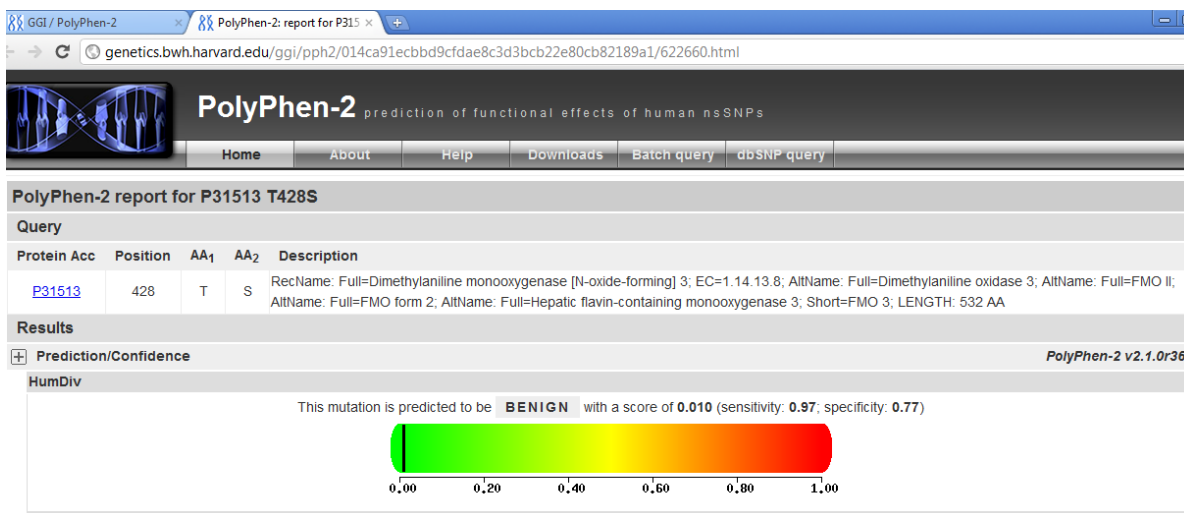 GGI / PolyPhen-2
PolyPhen-2: report for P315
genetics.bwh.harvard.edu/ggi/pph2/014ca91ecbbd9cfdae8c3d3bcb22e80cb82189a1/622660.html
PolyPhen-2 prediction of functional effects of human nsSNPs
Home About Help Downloads Batch query dbSNP query
PolyPhen-2 report for P31513 T428S
Query
Protein Acc Position AA1 AA2 Description
P31513 428 T S RecName: Full=Dimethylaniline monooxygenase [N-oxide-forming] 3; EC=1.14.13.8; AltName: Full=Dimethylaniline oxidase 3; AltName: Full=FMO II;
AltName: Full=FMO form 2; AltName: Full=Hepatic flavin-containing monooxygenase 3; Short=FMO 3; LENGTH: 532 AA
Results
Prediction/Confidence PolyPhen-2 v2.1.0r36
HumDiv
This mutation is predicted to be BENIGN with a score of 0.010 (sensitivity: 0.97; specificity: 0.77)
0,00 0,20 0,40 0,60 0,80 1,00